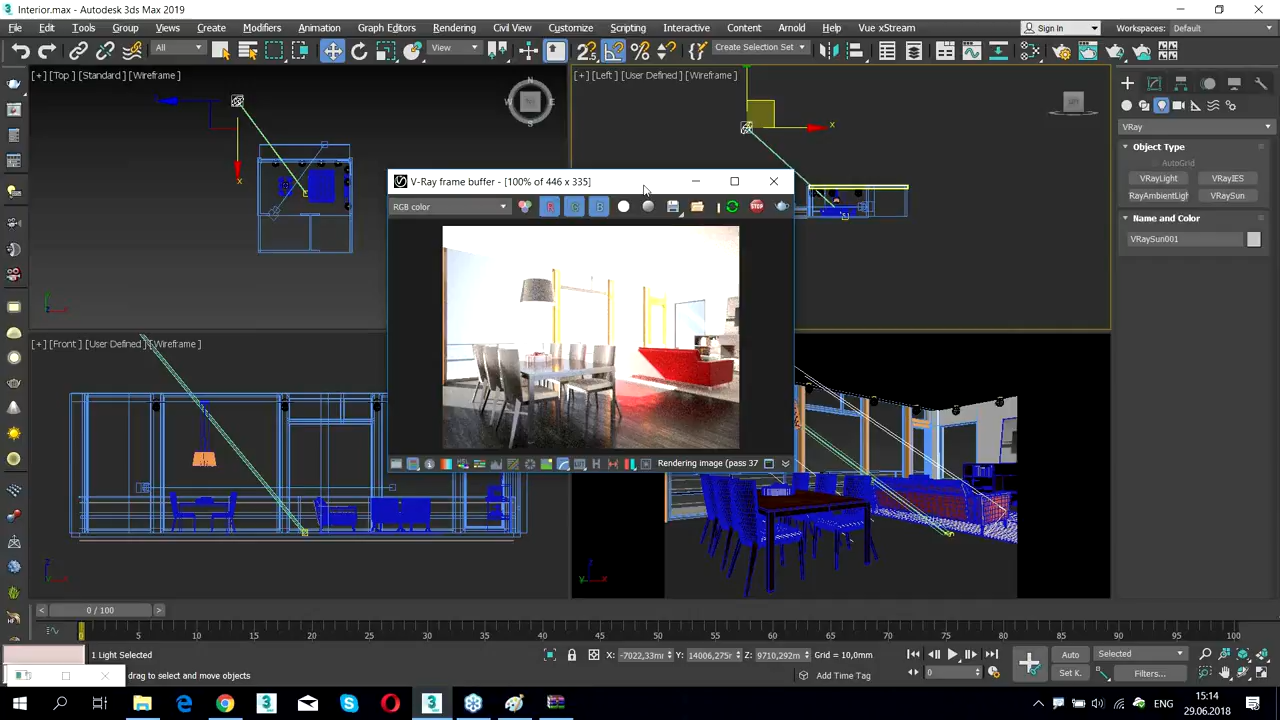 Interior.max - Autodesk 3ds Max 2019
File Edit Tools Group Views Create Modifiers Animation Graph Editors Rendering Civil View Customize Scripting Interactive Content Arnold Help Vue xStream Sign In Workspaces: Default
All View Create Selection Set
[+] [Top] [Standard] [Wireframe]
[+] [Left] [User Defined] [Wireframe]
N
W E
S
x
x
VRay
Object Type
AutoGrid
VRayLight VRayIES
RayAmbientLigh VRaySun
Name and Color
VRaySun001
V-Ray frame buffer - [100% of 446 x 335]
RGB color
R G B
STOP
Rendering image (pass 37
[+] [Front] [User Defined] [Wireframe]
z
z
y x
0 / 100
0 5 10 15 20 25 30 35 40 45 50 55 60 65 70 75 80 85 90 95 100
1 Light Selected
X: -7022,33m Y: 14006,275m Z: 9710,292m Grid = 10,0mm
Auto Selected
drag to select and move objects
Add Time Tag
0
Set K. Filters...
ENG
15:14
29.06.2018